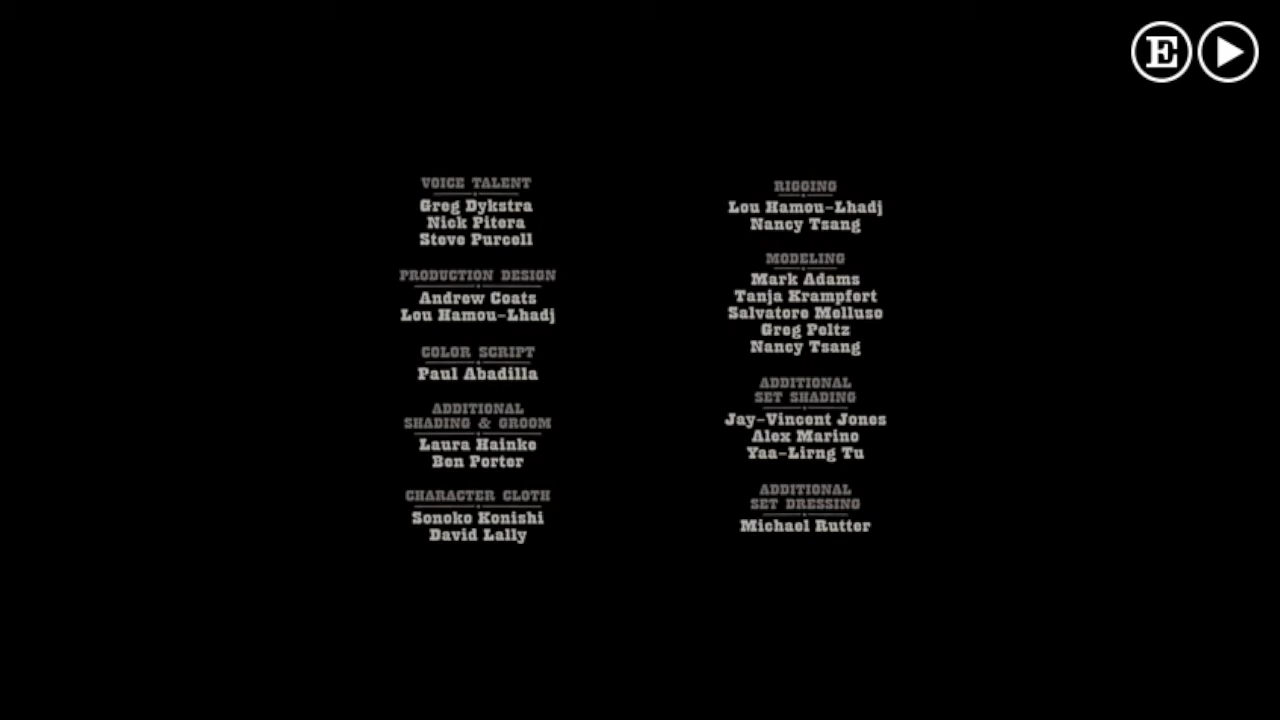 E
VOICE TALENT
Greg Dykstra
Nick Pitera
Steve Purcell
PRODUCTION DESIGN
Andrew Coats
Lou Hamou-Lhadj
COLOR SCRIPT
Paul Abadilla
ADDITIONAL
SHADING & GROOM
Laura Hainke
Ben Porter
CHARACTER CLOTH
Sonoko Konishi
David Lally
RIGGING
Lou Hamou-Lhadj
Nancy Tsang
MODELING
Mark Adams
Tanja Krampfert
Salvatore Melluso
Greg Peltz
Nancy Tsang
ADDITIONAL
SET SHADING
Jay-Vincent Jones
Alex Marino
Yaa-Lirng Tu
ADDITIONAL
SET DRESSING
Michael Rutter